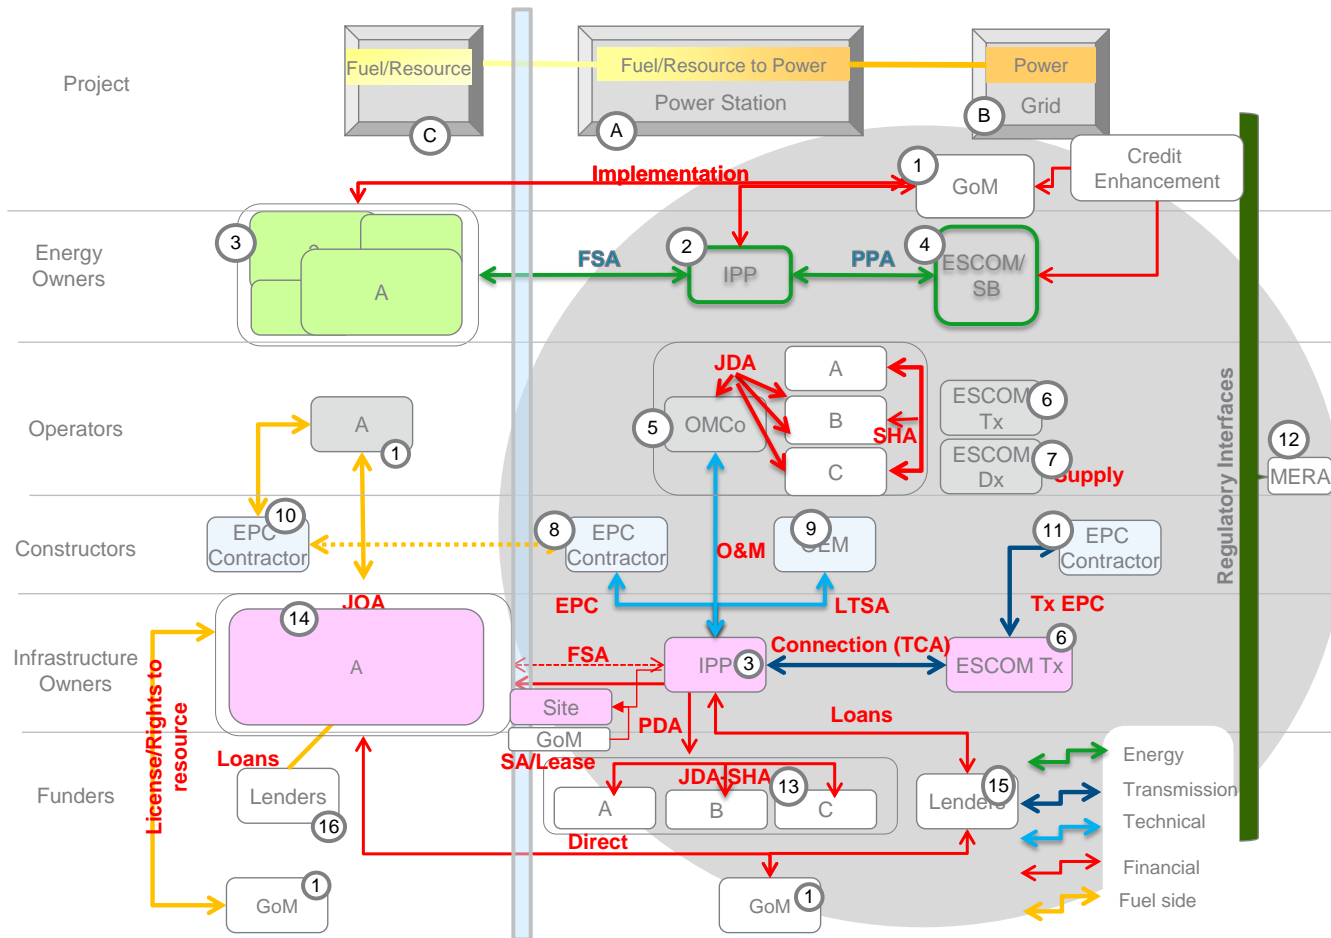 Project
Fuel/Resource
C
Fuel/Resource to Power
Power Station
A
Power
Grid
B
Implementation
1
GoM
Credit
Enhancement
Energy
Owners
3
A
FSA
2
IPP
PPA
4
ESCOM/
SB
Operators
A
1
JDA
5
OMCo
A
B
C
SHA
ESCOM
Tx
6
ESCOM
Dx
7
Supply
Regulatory Interfaces
12
MERA
Constructors
10
EPC
Contractor
8
EPC
Contractor
O&M
9
11
EPC
Contractor
EPC
LTSA
Tx EPC
Infrastructure
Owners
JOA
14
A
FSA
IPP
3
Connection (TCA)
ESCOM Tx
6
Site
GoM
SA/Lease
PDA
Loans
License/Rights to
resource
Funders
Loans
Lenders
16
JDA-SHA
A
B
13
C
Lenders
15
Direct
GoM
1
GoM
1
Energy
Transmission
Technical
Financial
Fuel side